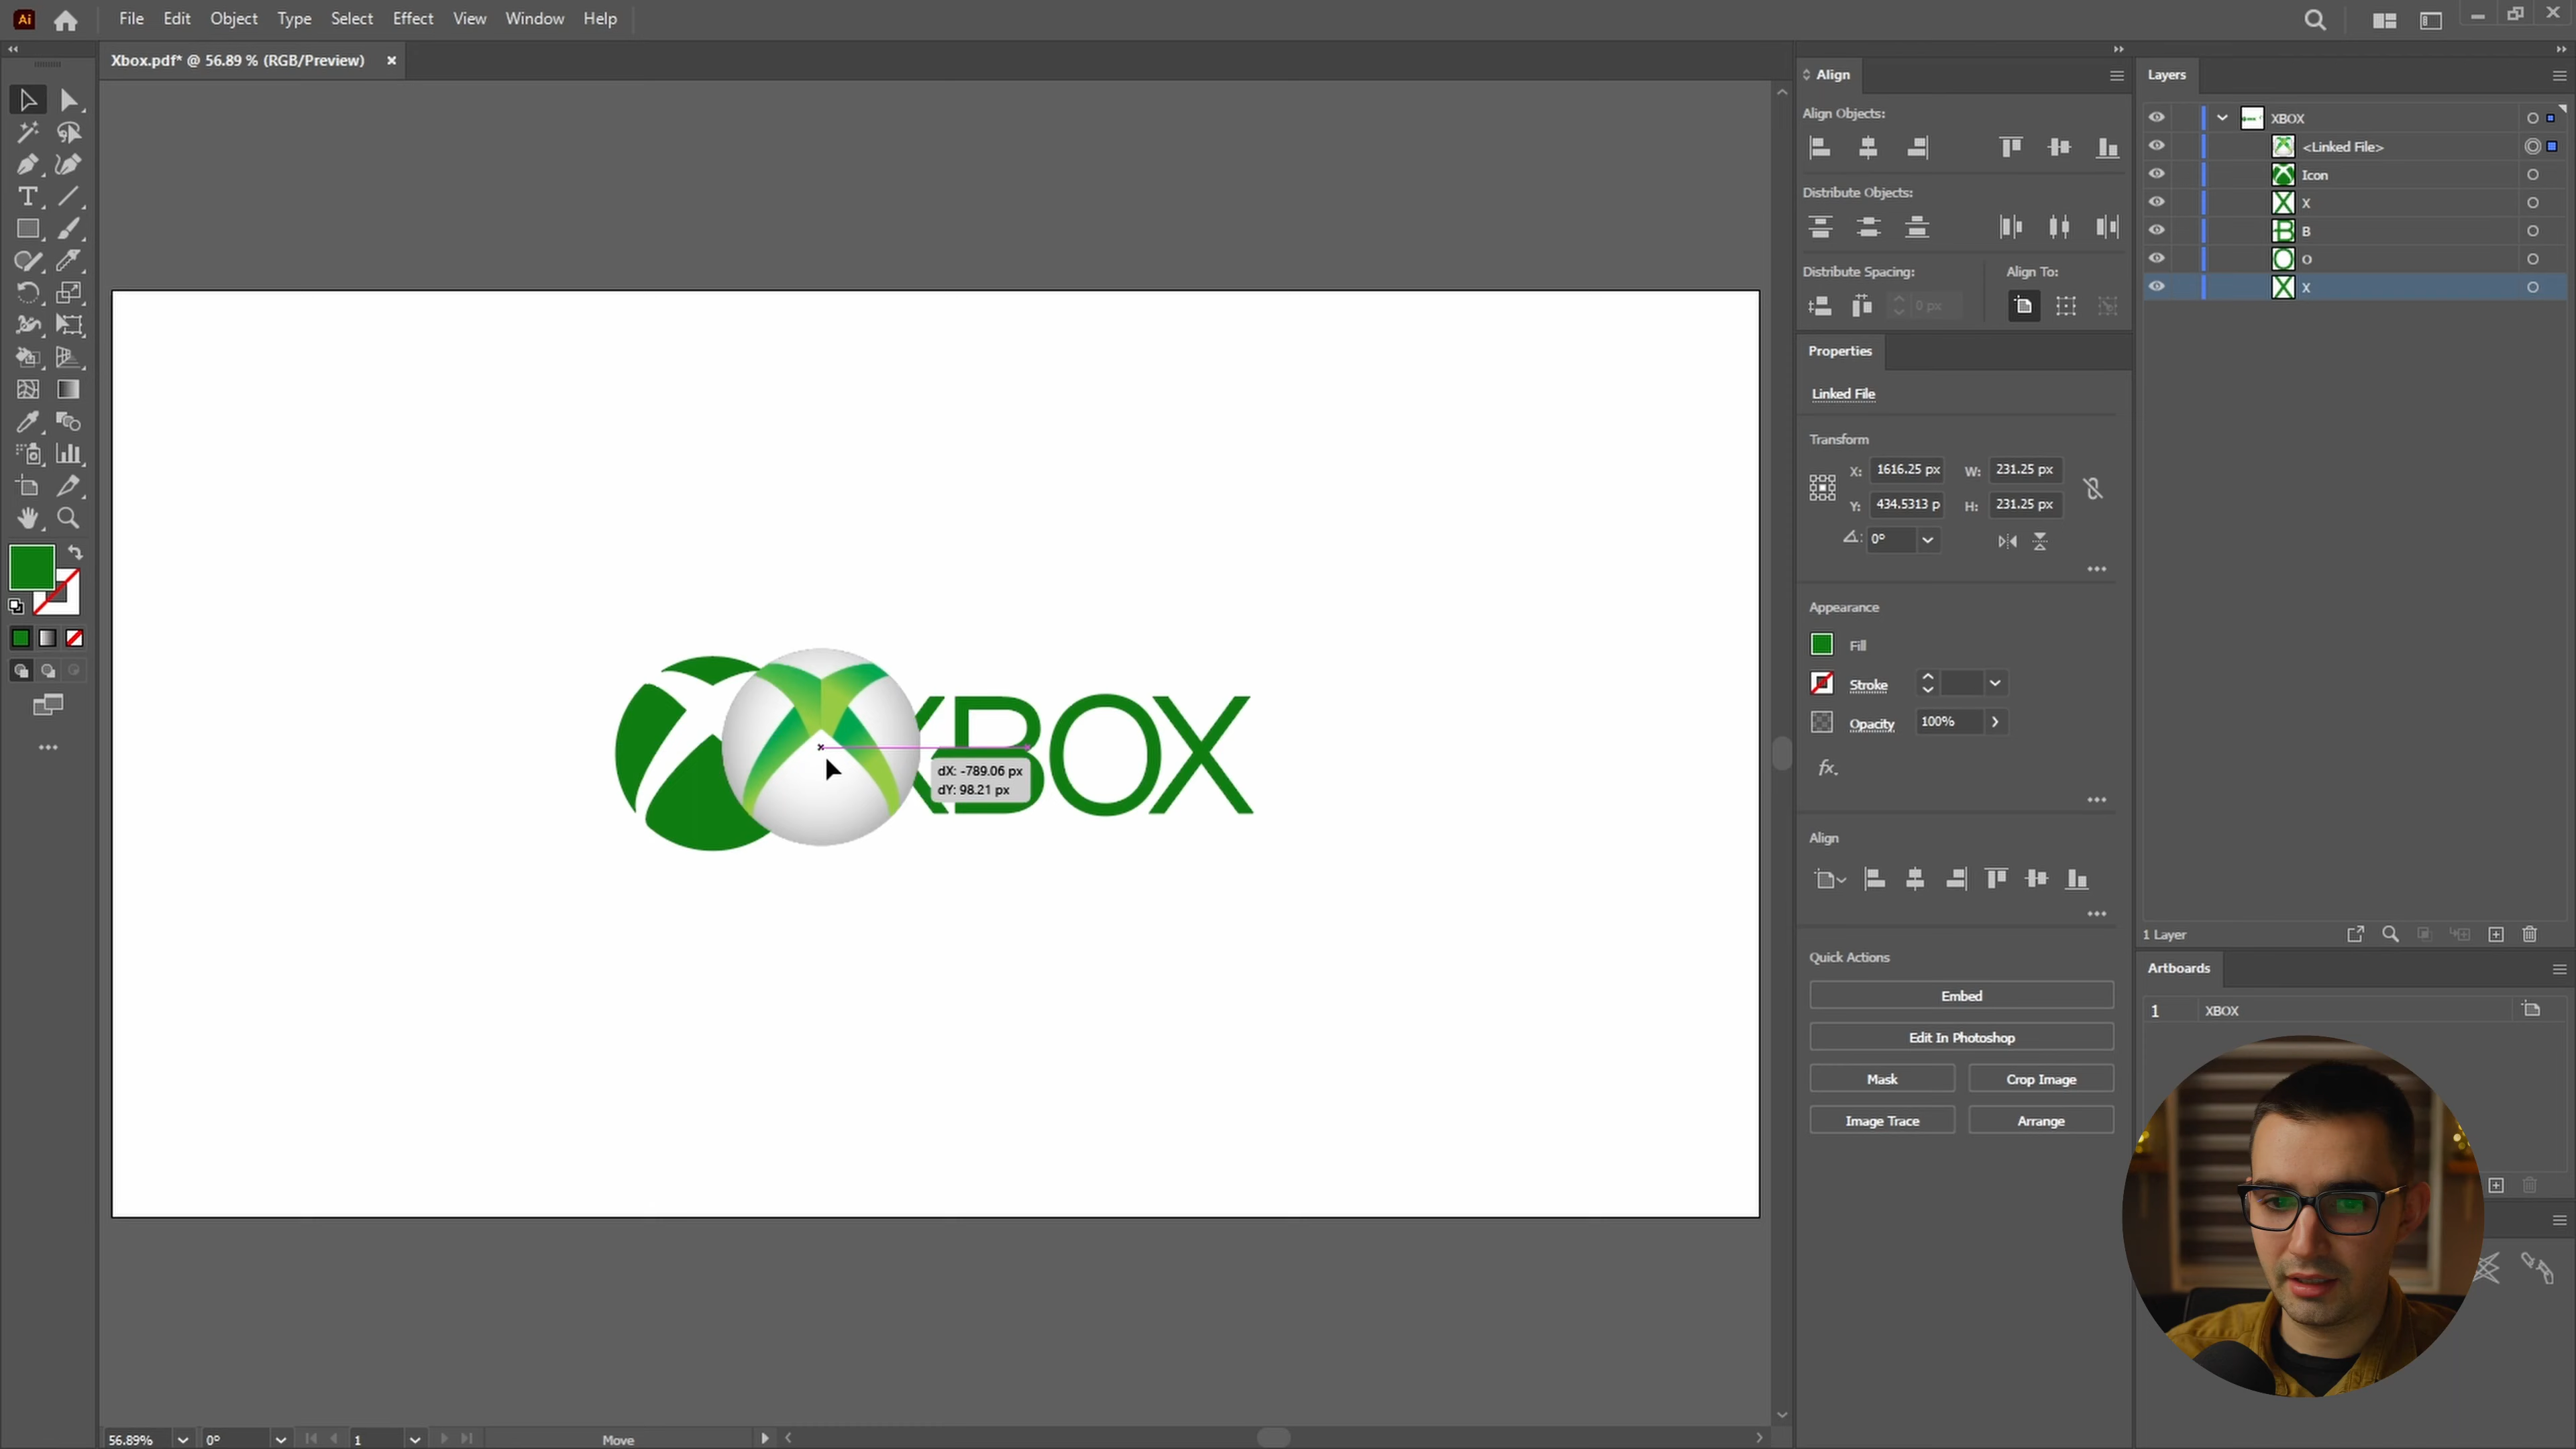 Ai File Edit Object Type Select Effect View Window Help
Xbox.pdf* @ 56.89 % (RGB/Preview)
Align
Layers
Align Objects:
XBOX
<Linked File>
Icon
Distribute Objects:
X
B
Distribute Spacing: Align To:
O
0 px
X
Properties
Linked File
Transform
X: 1616.25 px W: 231.25 px
Y: 434.5313 p H: 231.25 px
0°
Appearance
Fill
Stroke
Opacity 100%
fx.
XBOX
dX: -789.06 px
dY: 98.21 px
Align
1 Layer
Quick Actions
Artboards
Embed
1 XBOX
Edit In Photoshop
Mask Crop Image
Image Trace Arrange
56.89% 0° 1 Move